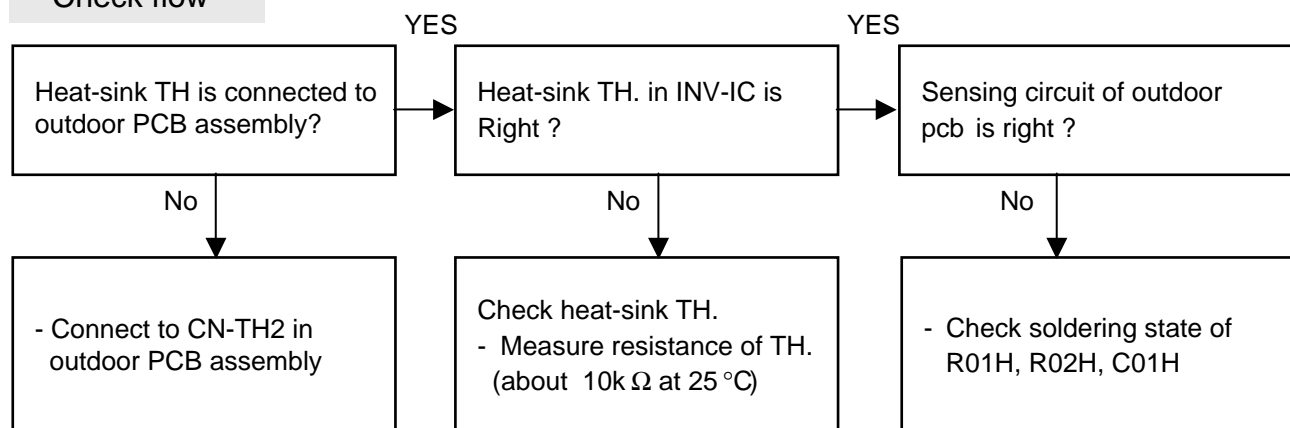 Check flow
YES
YES
Heat-sink TH is connected to
outdoor PCB assembly?
Heat-sink TH. in INV-IC is
Right ?
Sensing circuit of outdoor
pcb is right ?
No
No
No
- Connect to CN-TH2 in
outdoor PCB assembly
Check heat-sink TH.
- Measure resistance of TH.
(about 10k Ω at 25 °C)
- Check soldering state of
R01H, R02H, C01H